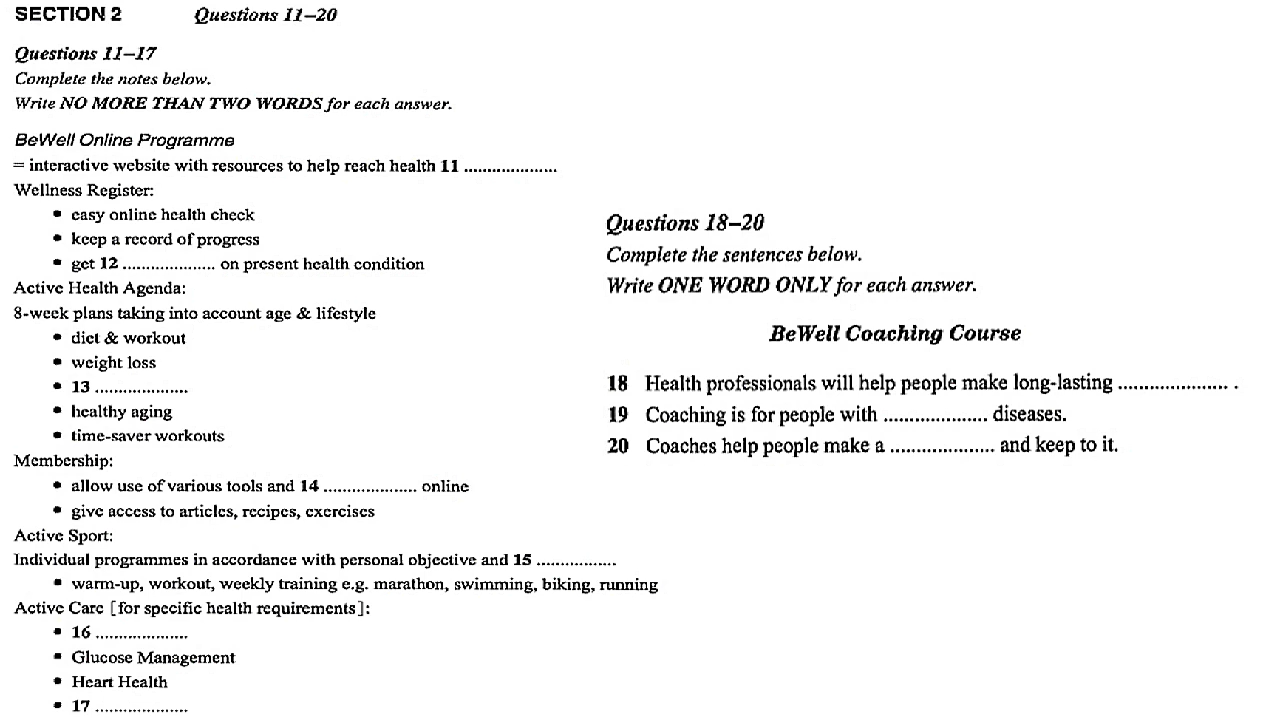 SECTION 2 Questions 11–20
Questions 11–17
Complete the notes below.
Write NO MORE THAN TWO WORDS for each answer.
BeWell Online Programme
= interactive website with resources to help reach health 11 ....................
Wellness Register:
▪ easy online health check
▪ keep a record of progress
▪ get 12 .................... on present health condition
Active Health Agenda:
8-week plans taking into account age & lifestyle
▪ diet & workout
▪ weight loss
▪ 13 ....................
▪ healthy aging
▪ time-saver workouts
Membership:
▪ allow use of various tools and 14 .................... online
▪ give access to articles, recipes, exercises
Active Sport:
Individual programmes in accordance with personal objective and 15 .................
▪ warm-up, workout, weekly training e.g. marathon, swimming, biking, running
Active Care [for specific health requirements]:
▪ 16 ....................
▪ Glucose Management
▪ Heart Health
▪ 17 ....................
Questions 18–20
Complete the sentences below.
Write ONE WORD ONLY for each answer.
BeWell Coaching Course
18 Health professionals will help people make long-lasting ..................... .
19 Coaching is for people with .................... diseases.
20 Coaches help people make a .................... and keep to it.